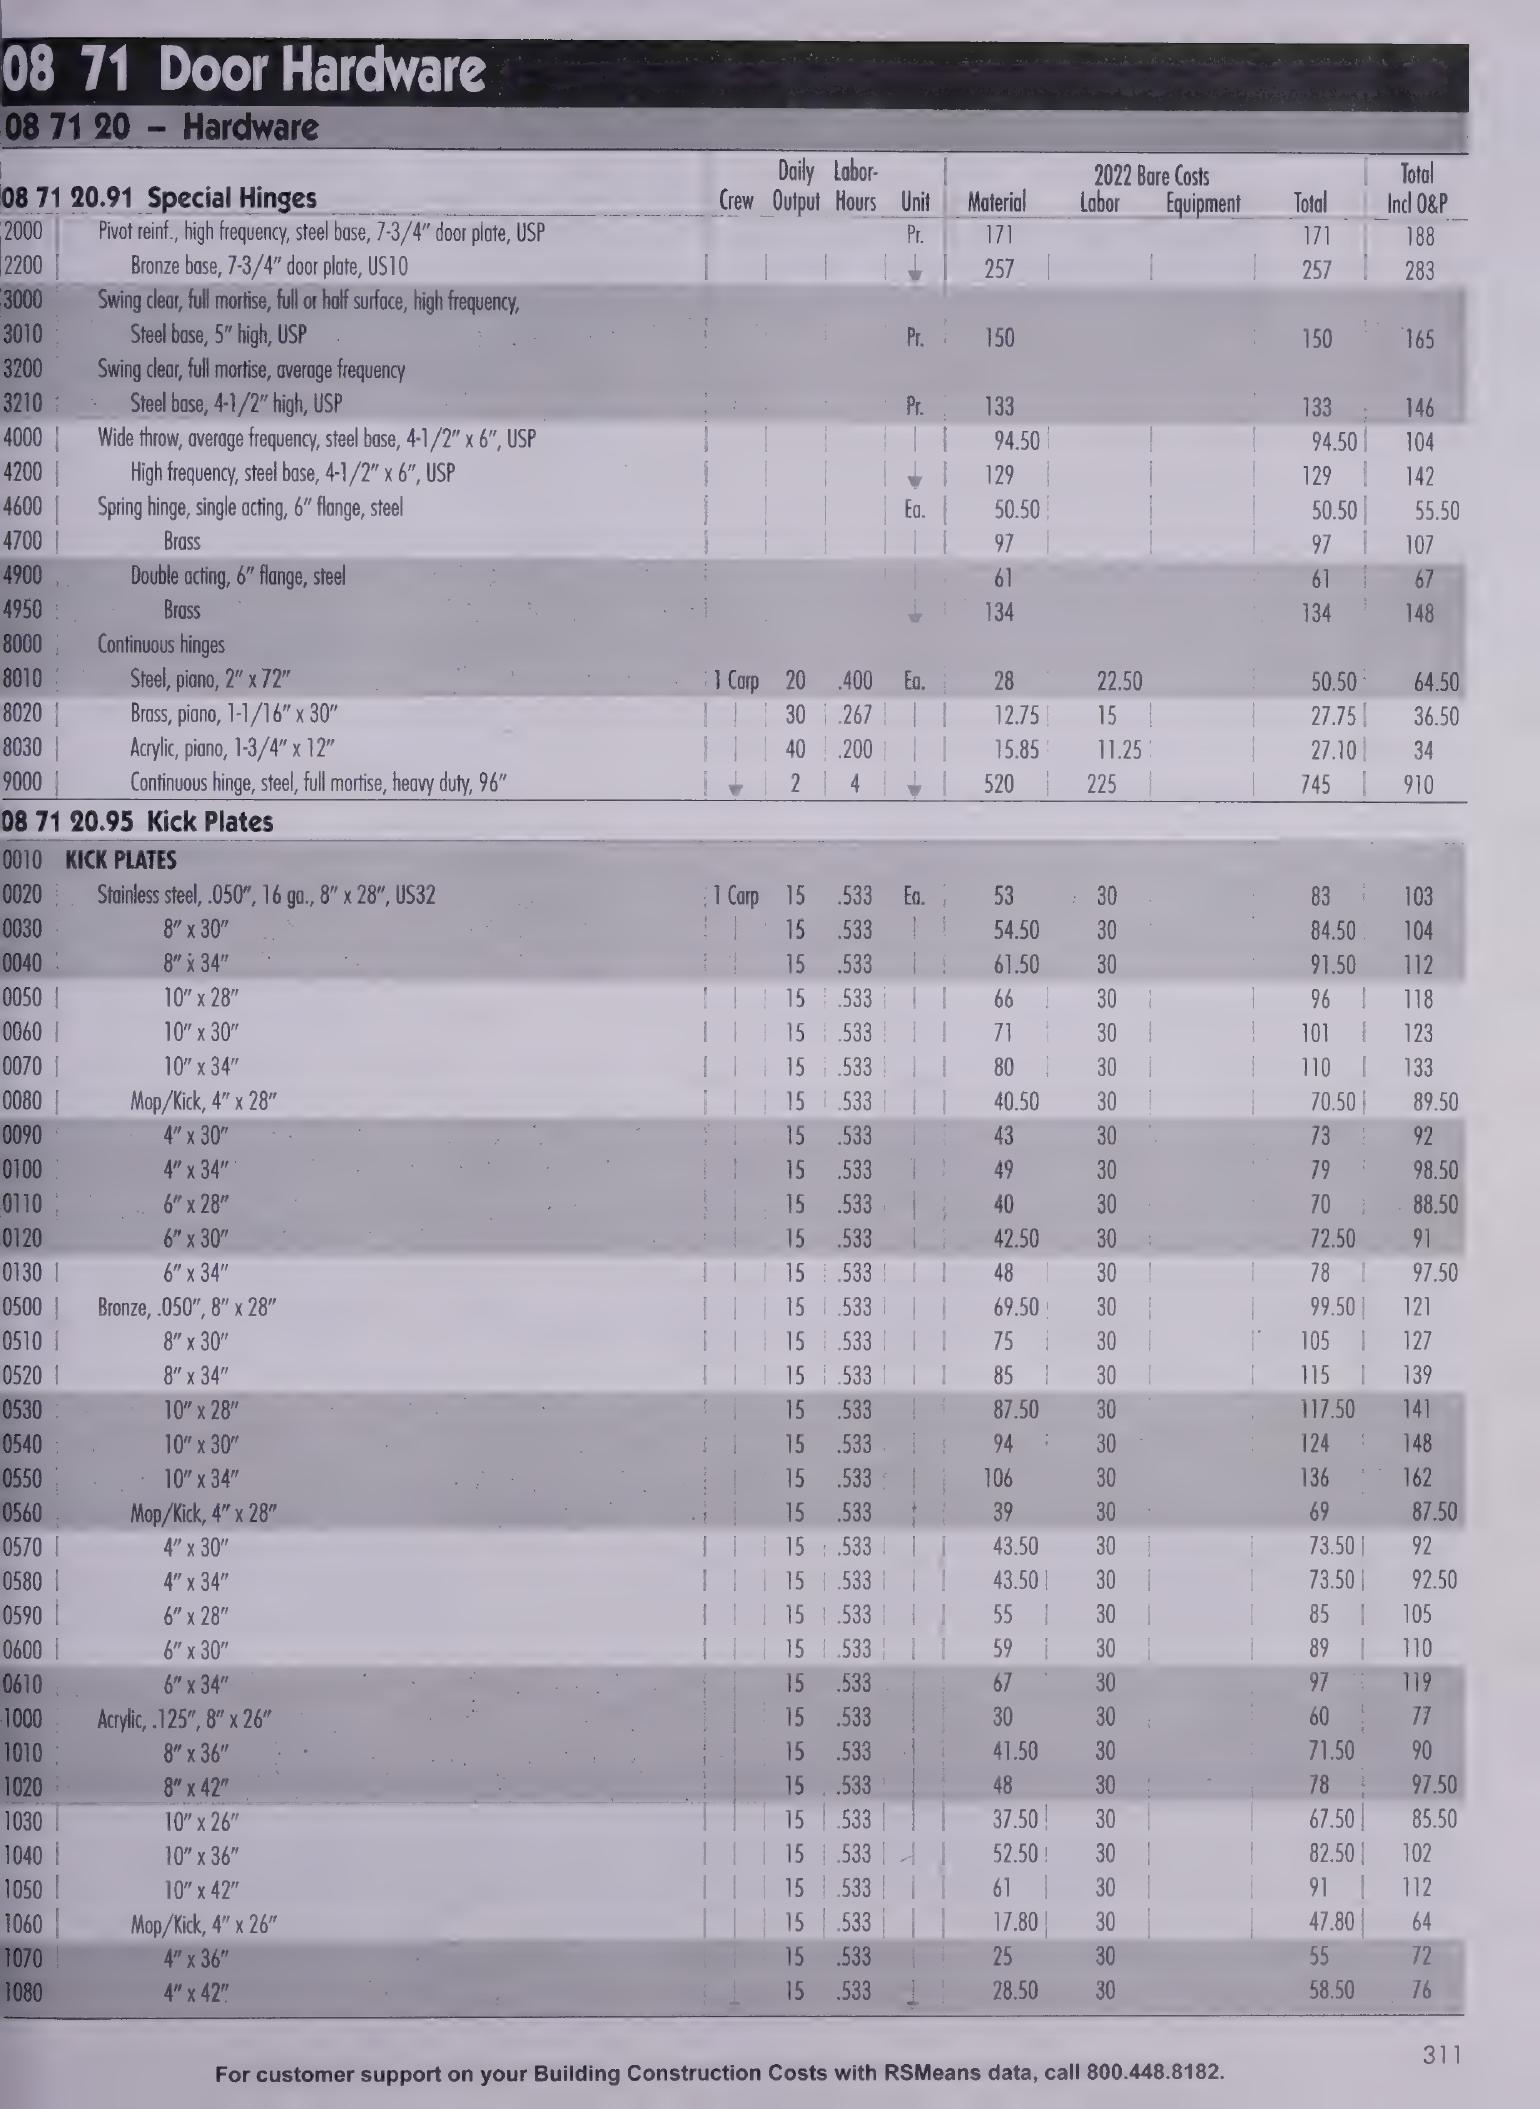 08 71 Door Hardware
08 71 20 – Hardware
08 71 20.91 Special Hinges Crew Daily Output Labor-Hours Unit Material Labor Equipment Total Total Incl O&P
2022 Bare Costs
2000 Pivot reinf., high frequency, steel base, 7-3/4" door plate, USP Pr. 171 171 188
2200 Bronze base, 7-3/4" door plate, US10 257 257 283
3000 Swing clear, full mortise, full or half surface, high frequency,
3010 Steel base, 5" high, USP Pr. 150 150 165
3200 Swing clear, full mortise, average frequency
3210 Steel base, 4-1/2" high, USP Pr. 133 133 146
4000 Wide throw, average frequency, steel base, 4-1/2" x 6", USP 94.50 94.50 104
4200 High frequency, steel base, 4-1/2" x 6", USP 129 129 142
4600 Spring hinge, single acting, 6" flange, steel Ea. 50.50 50.50 55.50
4700 Brass 97 97 107
4900 Double acting, 6" flange, steel 61 61 67
4950 Brass 134 134 148
8000 Continuous hinges
8010 Steel, piano, 2" x 72" 1 Carp 20 .400 Ea. 28 22.50 50.50 64.50
8020 Brass, piano, 1-1/16" x 30" 30 .267 12.75 15 27.75 36.50
8030 Acrylic, piano, 1-3/4" x 12" 40 .200 15.85 11.25 27.10 34
9000 Continuous hinge, steel, full mortise, heavy duty, 96" 2 4 520 225 745 910
08 71 20.95 Kick Plates
0010 KICK PLATES
0020 Stainless steel, .050", 16 ga., 8" x 28", US32 1 Carp 15 .533 Ea. 53 30 83 103
0030 8" x 30" 15 .533 54.50 30 84.50 104
0040 8" x 34" 15 .533 61.50 30 91.50 112
0050 10" x 28" 15 .533 66 30 96 118
0060 10" x 30" 15 .533 71 30 101 123
0070 10" x 34" 15 .533 80 30 110 133
0080 Mop/Kick, 4" x 28" 15 .533 40.50 30 70.50 89.50
0090 4" x 30" 15 .533 43 30 73 92
0100 4" x 34" 15 .533 49 30 79 98.50
0110 6" x 28" 15 .533 40 30 70 88.50
0120 6" x 30" 15 .533 42.50 30 72.50 91
0130 6" x 34" 15 .533 48 30 78 97.50
0500 Bronze, .050", 8" x 28" 15 .533 69.50 30 99.50 121
0510 8" x 30" 15 .533 75 30 105 127
0520 8" x 34" 15 .533 85 30 115 139
0530 10" x 28" 15 .533 87.50 30 117.50 141
0540 10" x 30" 15 .533 94 30 124 148
0550 10" x 34" 15 .533 106 30 136 162
0560 Mop/Kick, 4" x 28" 15 .533 39 30 69 87.50
0570 4" x 30" 15 .533 43.50 30 73.50 92
0580 4" x 34" 15 .533 43.50 30 73.50 92.50
0590 6" x 28" 15 .533 55 30 85 105
0600 6" x 30" 15 .533 59 30 89 110
0610 6" x 34" 15 .533 67 30 97 119
1000 Acrylic, .125", 8" x 26" 15 .533 30 30 60 77
1010 8" x 36" 15 .533 41.50 30 71.50 90
1020 8" x 42" 15 .533 48 30 78 97.50
1030 10" x 26" 15 .533 37.50 30 67.50 85.50
1040 10" x 36" 15 .533 52.50 30 82.50 102
1050 10" x 42" 15 .533 61 30 91 112
1060 Mop/Kick, 4" x 26" 15 .533 17.80 30 47.80 64
1070 4" x 36" 15 .533 25 30 55 72
1080 4" x 42" 15 .533 28.50 30 58.50 76
311
For customer support on your Building Construction Costs with RSMeans data, call 800.448.8182.